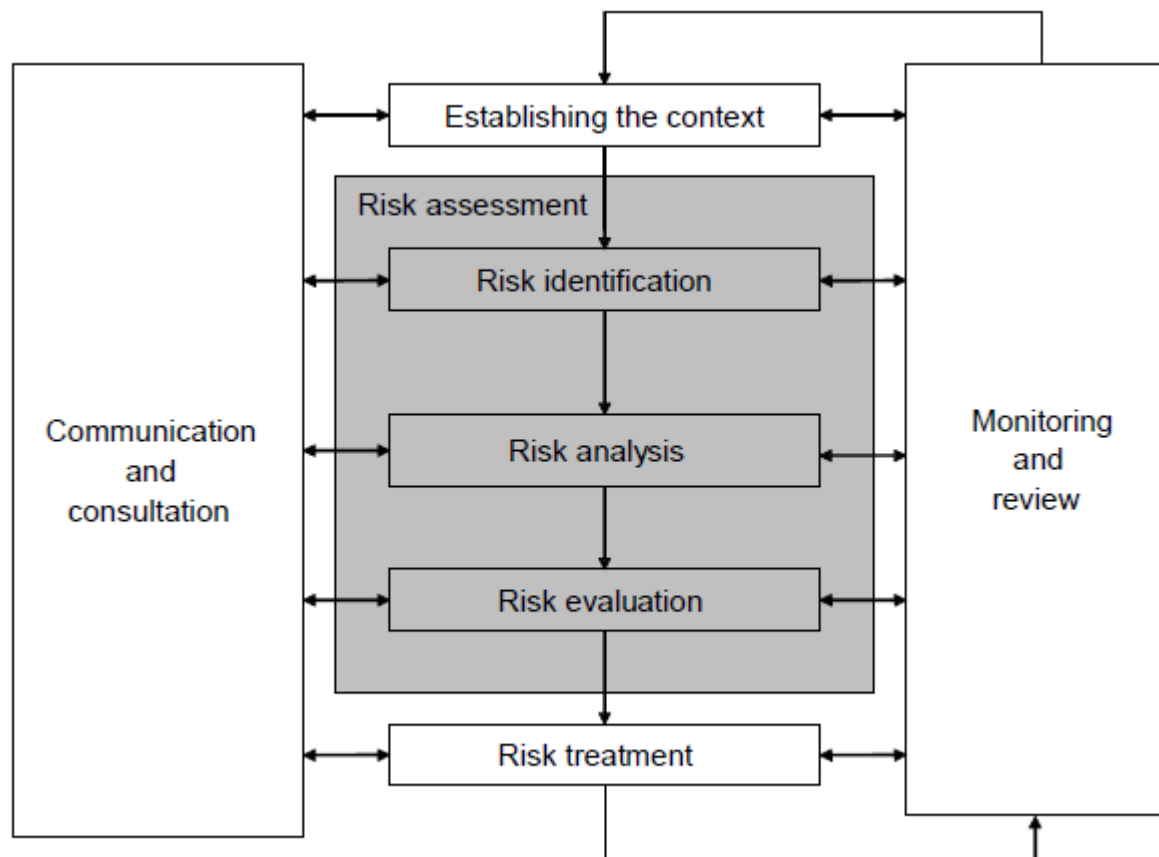 Establishing the context
Risk assessment
Risk identification
Risk analysis
Risk evaluation
Risk treatment
Communication
and
consultation
Monitoring
and
review